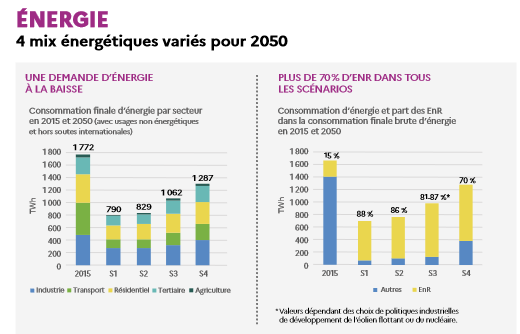 ÉNERGIE
4 mix énergétiques variés pour 2050
UNE DEMANDE D'ÉNERGIE
À LA BAISSE
Consommation finale d'énergie par secteur
en 2015 et 2050 (avec usages non énergétiques
et hors soutes internationales)
TWh
1 800
1 600
1 400
1 200
1 000
800
600
400
200
0
1 772
790
829
1 062
1 287
2015 S1 S2 S3 S4
Industrie Transport Résidentiel Tertiaire Agriculture
PLUS DE 70% D'ENR DANS TOUS
LES SCÉNARIOS
Consommation d'énergie et part des EnR
dans la consommation finale brute d'énergie
en 2015 et 2050
TWh
1 800
1 600
1 400
1 200
1 000
800
600
400
200
0
15 %
88 %
86 %
81-87 %*
70 %
2015 S1 S2 S3 S4
Autres EnR
* Valeurs dépendant des choix de politiques industrielles
de développement de l'éolien flottant ou du nucléaire.